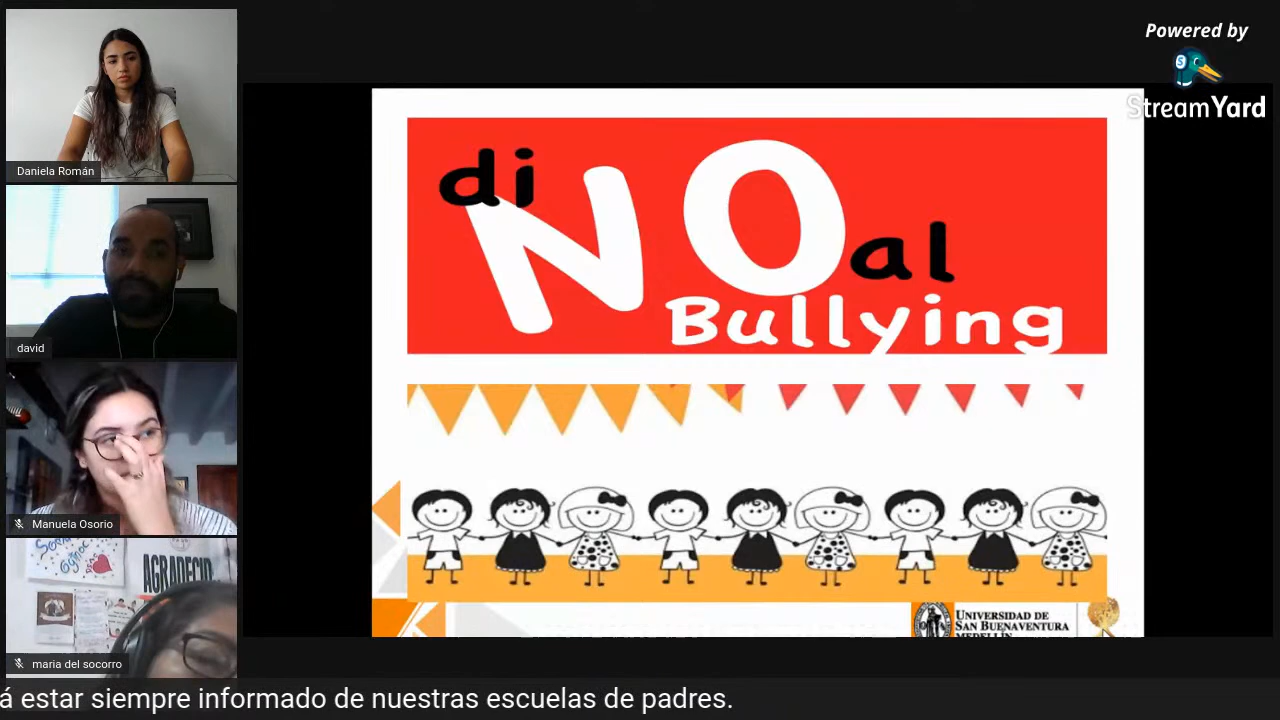 Powered by
StreamYard
Daniela Román
david
Manuela Osorio
AGRADECID
maria del socorro
di
NO
al
Bullying
UNIVERSIDAD DE
SAN BUENAVENTURA
MEDELLÍN
á estar siempre informado de nuestras escuelas de padres.